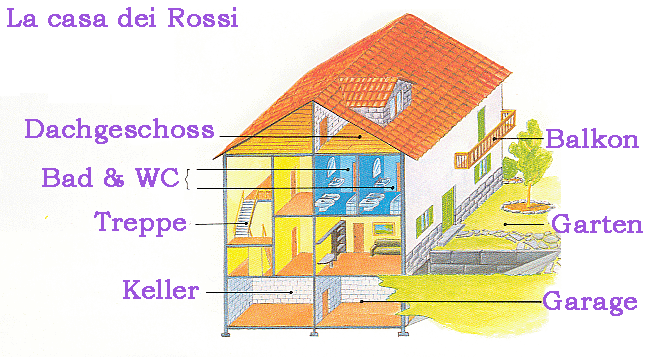 La casa dei Rossi
Dachgeschoss
Balkon
Bad & WC
Treppe
Garten
Keller
Garage